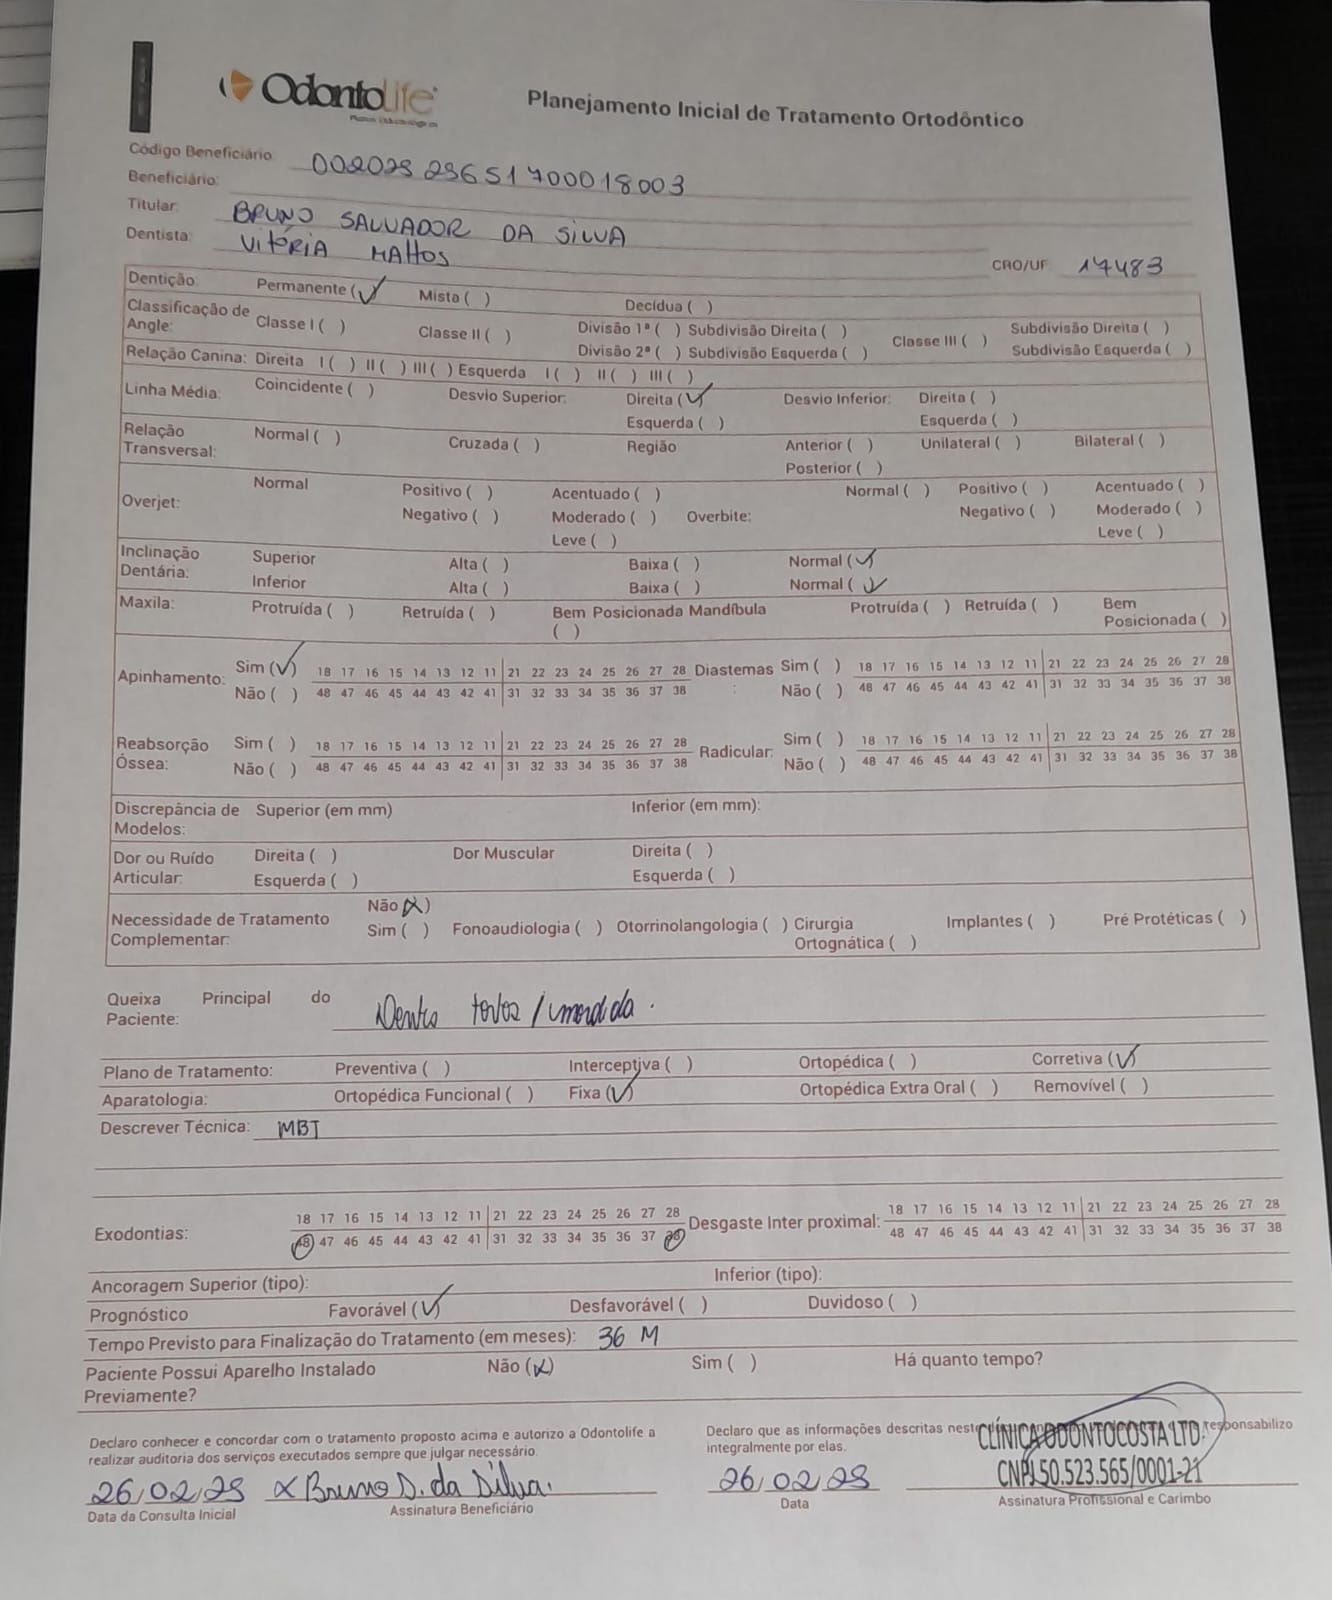 OdontoLife
Planejamento Inicial de Tratamento Ortodôntico
Código Beneficiário 00202523651700018003
Beneficiário:
Titular: BRUNO SALVADOR DA SILVA
Dentista: VITÓRIA MATTOS CRO/UF 17483
Dentição: Permanente (✓) Mista ( ) Decídua ( )
Classificação de Angle: Classe I ( ) Classe II ( ) Divisão 1ª ( ) Subdivisão Direita ( ) Classe III ( ) Subdivisão Direita ( )
Divisão 2ª ( ) Subdivisão Esquerda ( ) Subdivisão Esquerda ( )
Relação Canina: Direita I ( ) II ( ) III ( ) Esquerda I ( ) II ( ) III ( )
Linha Média: Coincidente ( ) Desvio Superior: Direita (✓) Desvio Inferior: Direita ( )
Esquerda ( ) Esquerda ( )
Relação Transversal: Normal ( ) Cruzada ( ) Região Anterior ( ) Unilateral ( ) Bilateral ( )
Posterior ( )
Overjet: Normal Positivo ( ) Acentuado ( ) Overbite: Normal ( ) Positivo ( ) Acentuado ( )
Negativo ( ) Moderado ( ) Negativo ( ) Moderado ( )
Leve ( ) Leve ( )
Inclinação Dentária: Superior Alta ( ) Baixa ( ) Normal (✓)
Inferior Alta ( ) Baixa ( ) Normal (✓)
Maxila: Protruída ( ) Retruída ( ) Bem Posicionada ( ) Mandíbula Protruída ( ) Retruída ( ) Bem Posicionada ( )
Apinhamento: Sim (✓) 18 17 16 15 14 13 12 11 21 22 23 24 25 26 27 28 Diastemas : Sim ( ) 18 17 16 15 14 13 12 11 21 22 23 24 25 26 27 28
Não ( ) 48 47 46 45 44 43 42 41 31 32 33 34 35 36 37 38 Não ( ) 48 47 46 45 44 43 42 41 31 32 33 34 35 36 37 38
Reabsorção Óssea: Sim ( ) 18 17 16 15 14 13 12 11 21 22 23 24 25 26 27 28 Radicular: Sim ( ) 18 17 16 15 14 13 12 11 21 22 23 24 25 26 27 28
Não ( ) 48 47 46 45 44 43 42 41 31 32 33 34 35 36 37 38 Não ( ) 48 47 46 45 44 43 42 41 31 32 33 34 35 36 37 38
Discrepância de Modelos: Superior (em mm) Inferior (em mm):
Dor ou Ruído Articular: Direita ( ) Dor Muscular Direita ( )
Esquerda ( ) Esquerda ( )
Necessidade de Tratamento Complementar: Não (X)
Sim ( ) Fonoaudiologia ( ) Otorrinolangologia ( ) Cirurgia Ortognática ( ) Implantes ( ) Pré Protéticas ( )
Queixa Principal do Paciente: Dentes tortos / mordida.
Plano de Tratamento: Preventiva ( ) Interceptiva ( ) Ortopédica ( ) Corretiva (✓)
Aparatologia: Ortopédica Funcional ( ) Fixa (✓) Ortopédica Extra Oral ( ) Removível ( )
Descrever Técnica: MBT
Exodontias: 18 17 16 15 14 13 12 11 21 22 23 24 25 26 27 28 Desgaste Inter proximal: 18 17 16 15 14 13 12 11 21 22 23 24 25 26 27 28
48 47 46 45 44 43 42 41 31 32 33 34 35 36 37 38 48 47 46 45 44 43 42 41 31 32 33 34 35 36 37 38
Ancoragem Superior (tipo): Inferior (tipo):
Prognóstico Favorável (✓) Desfavorável ( ) Duvidoso ( )
Tempo Previsto para Finalização do Tratamento (em meses): 36 M
Paciente Possui Aparelho Instalado Previamente? Não (X) Sim ( ) Há quanto tempo?
Declaro conhecer e concordar com o tratamento proposto acima e autorizo a Odontolife a
realizar auditoria dos serviços executados sempre que julgar necessário.
26/02/25 X Bruno S. da Silva.
Data da Consulta Inicial Assinatura Beneficiário
Declaro que as informações descritas responsabilizo
integralmente por elas.
CLÍNICA ODONTOCOSTA LTD.
CNPJ 50.523.565/0001-21
26/02/25
Data Assinatura Profissional e Carimbo